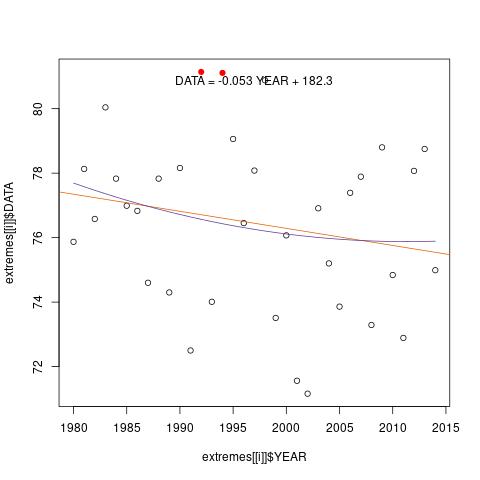 DATA = -0.053 YEAR + 182.3
80
78
76
74
72
extremes[[i]]$DATA
1980 1985 1990 1995 2000 2005 2010 2015
extremes[[i]]$YEAR